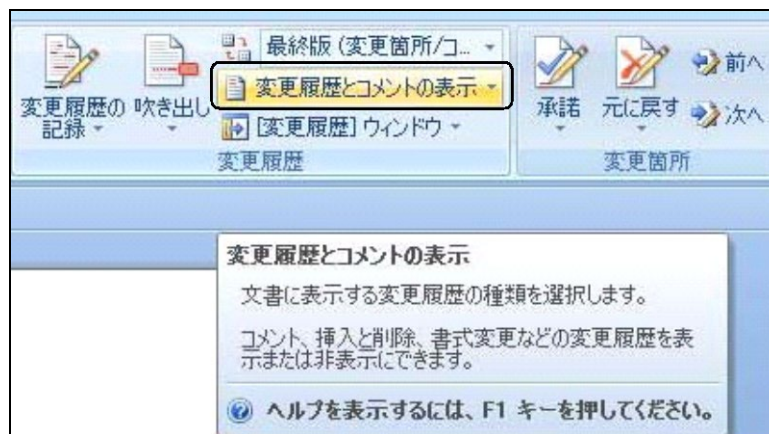 最終版 (変更箇所/コ...
変更履歴とコメントの表示
[変更履歴] ウィンドウ
変更履歴の
記録
吹き出し
変更履歴
承諾
元に戻す
前へ
次へ
変更箇所
変更履歴とコメントの表示
文書に表示する変更履歴の種類を選択します。
コメント、挿入と削除、書式変更などの変更履歴を表
示または非表示にできます。
ヘルプを表示するには、F1 キーを押してください。